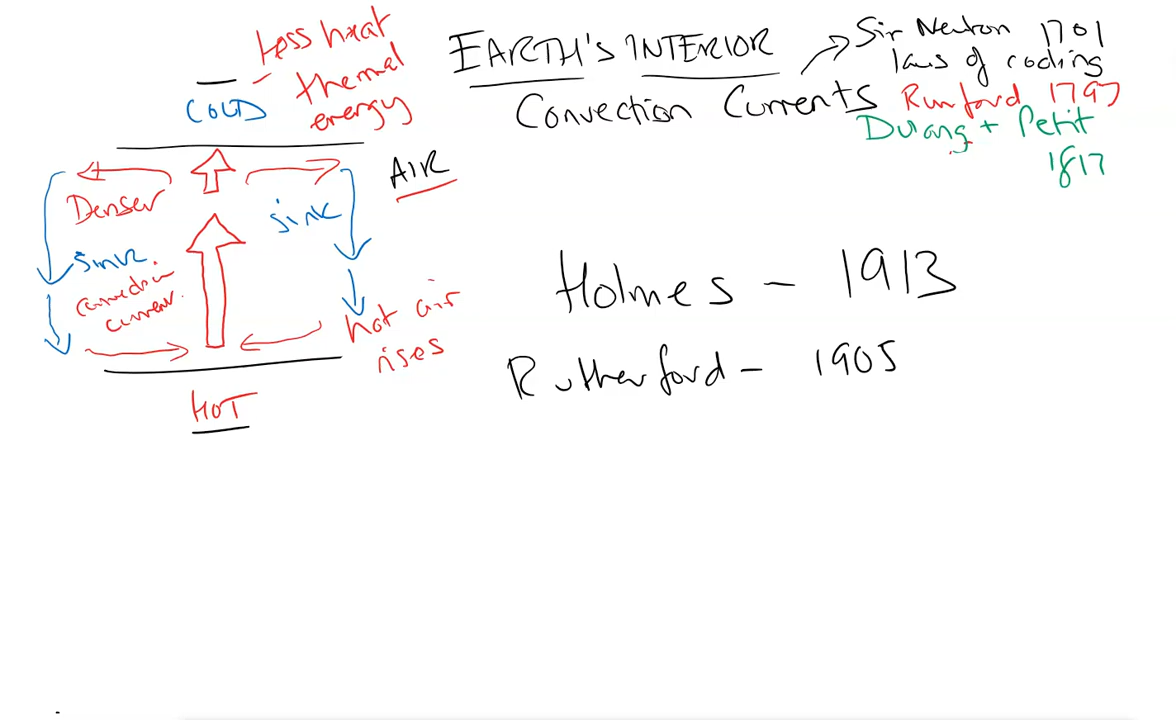 Less heat
thermal
energy
COLD
EARTH'S INTERIOR
Convection Currents
Sir Newton 1701
laws of cooling
Rumford 1797
Dulong + Petit
1817
AIR
Denser
sink
sink.
convection
current.
hot air
rises
HOT
Holmes - 1913
Rutherford - 1905